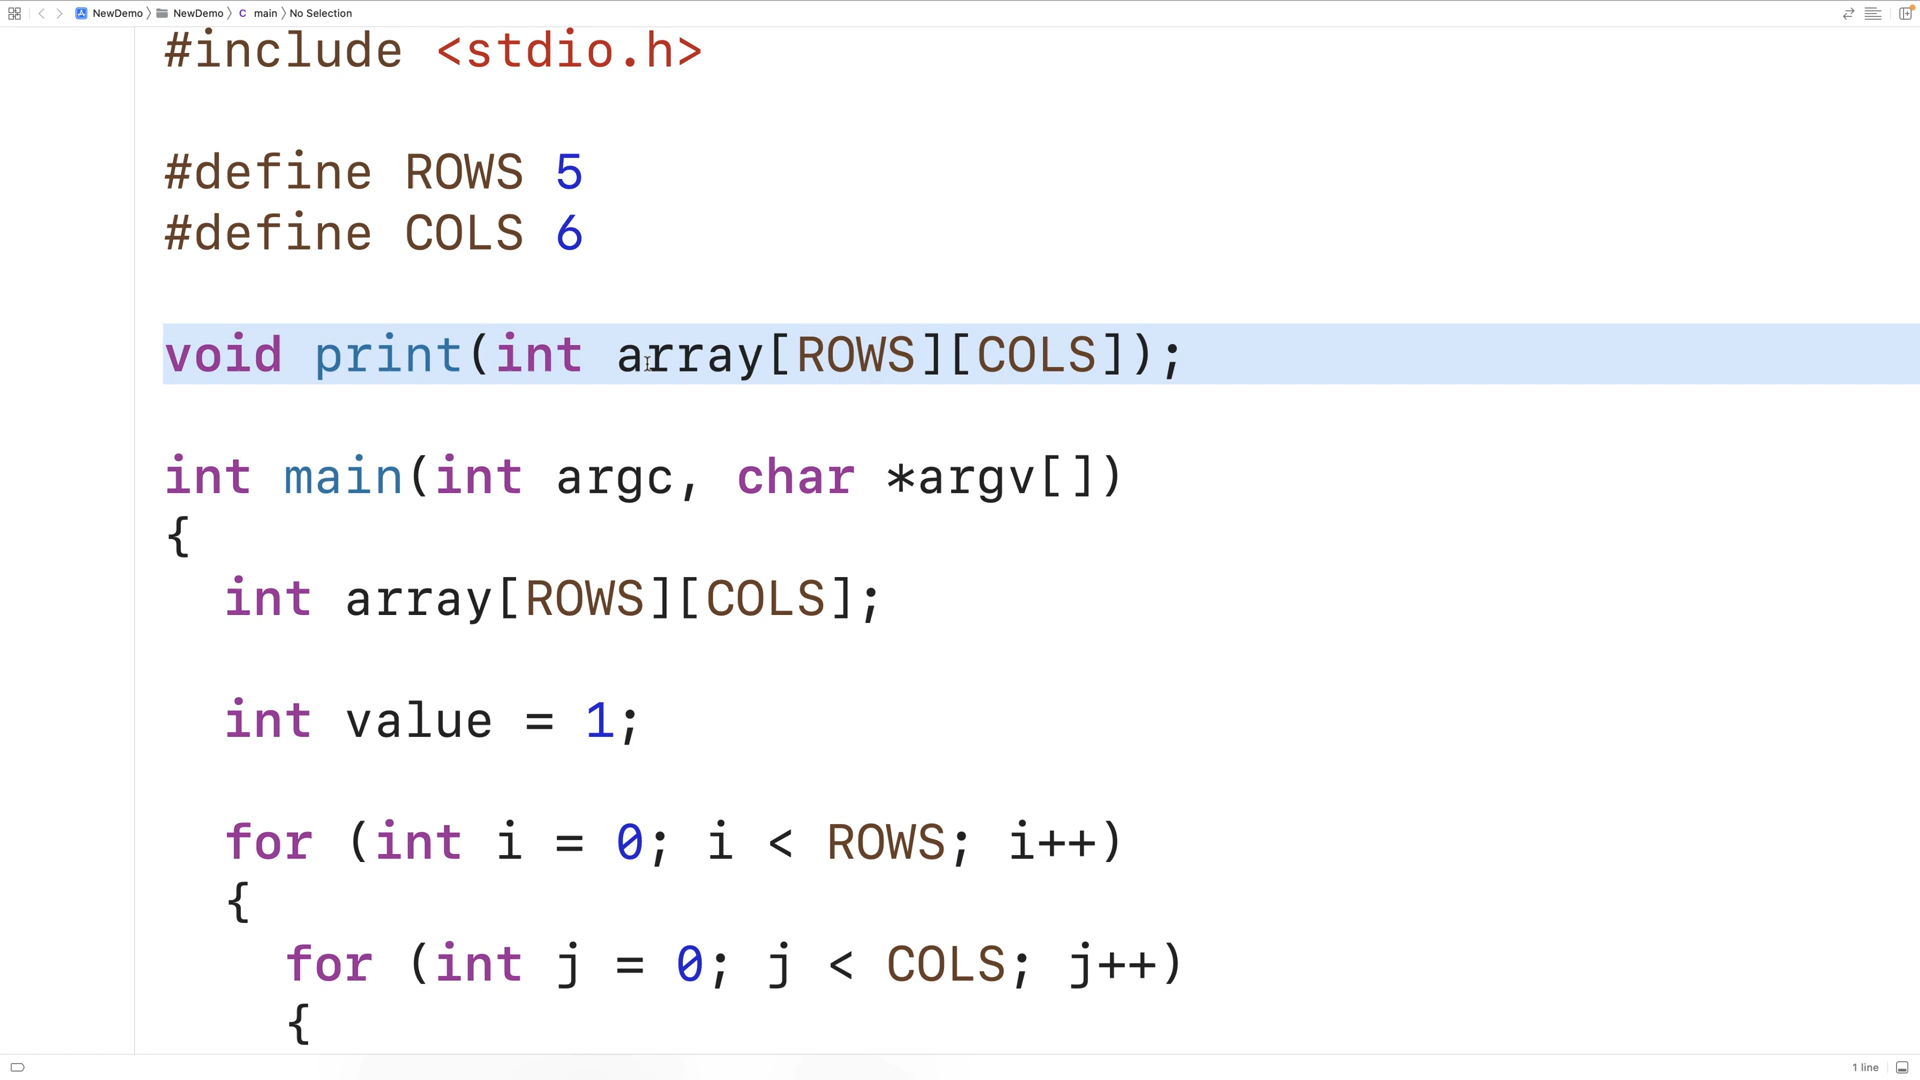 NewDemo 〉 NewDemo 〉 C main 〉 No Selection
#include <stdio.h>
#define ROWS 5
#define COLS 6
void print(int array[ROWS][COLS]);
int main(int argc, char *argv[])
{
int array[ROWS][COLS];
int value = 1;
for (int i = 0; i < ROWS; i++)
{
for (int j = 0; j < COLS; j++)
{
1 line